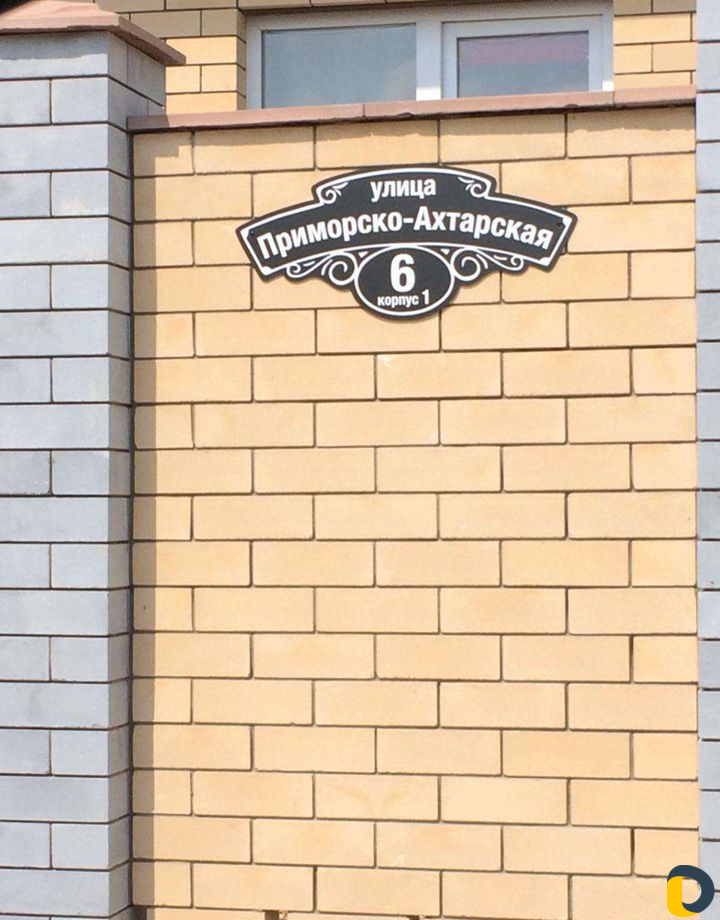 улица
Приморско-Ахтарская
6
корпус 1